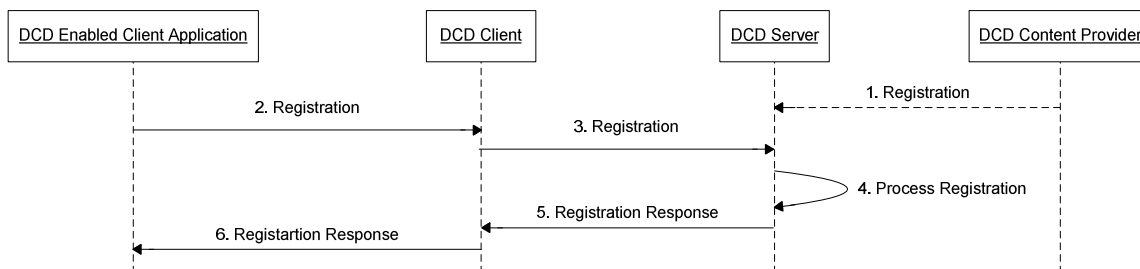 DCD Enabled Client Application
DCD Client
DCD Server
DCD Content Provider
1. Registration
2. Registration
3. Registration
4. Process Registration
5. Registration Response
6. Registartion Response